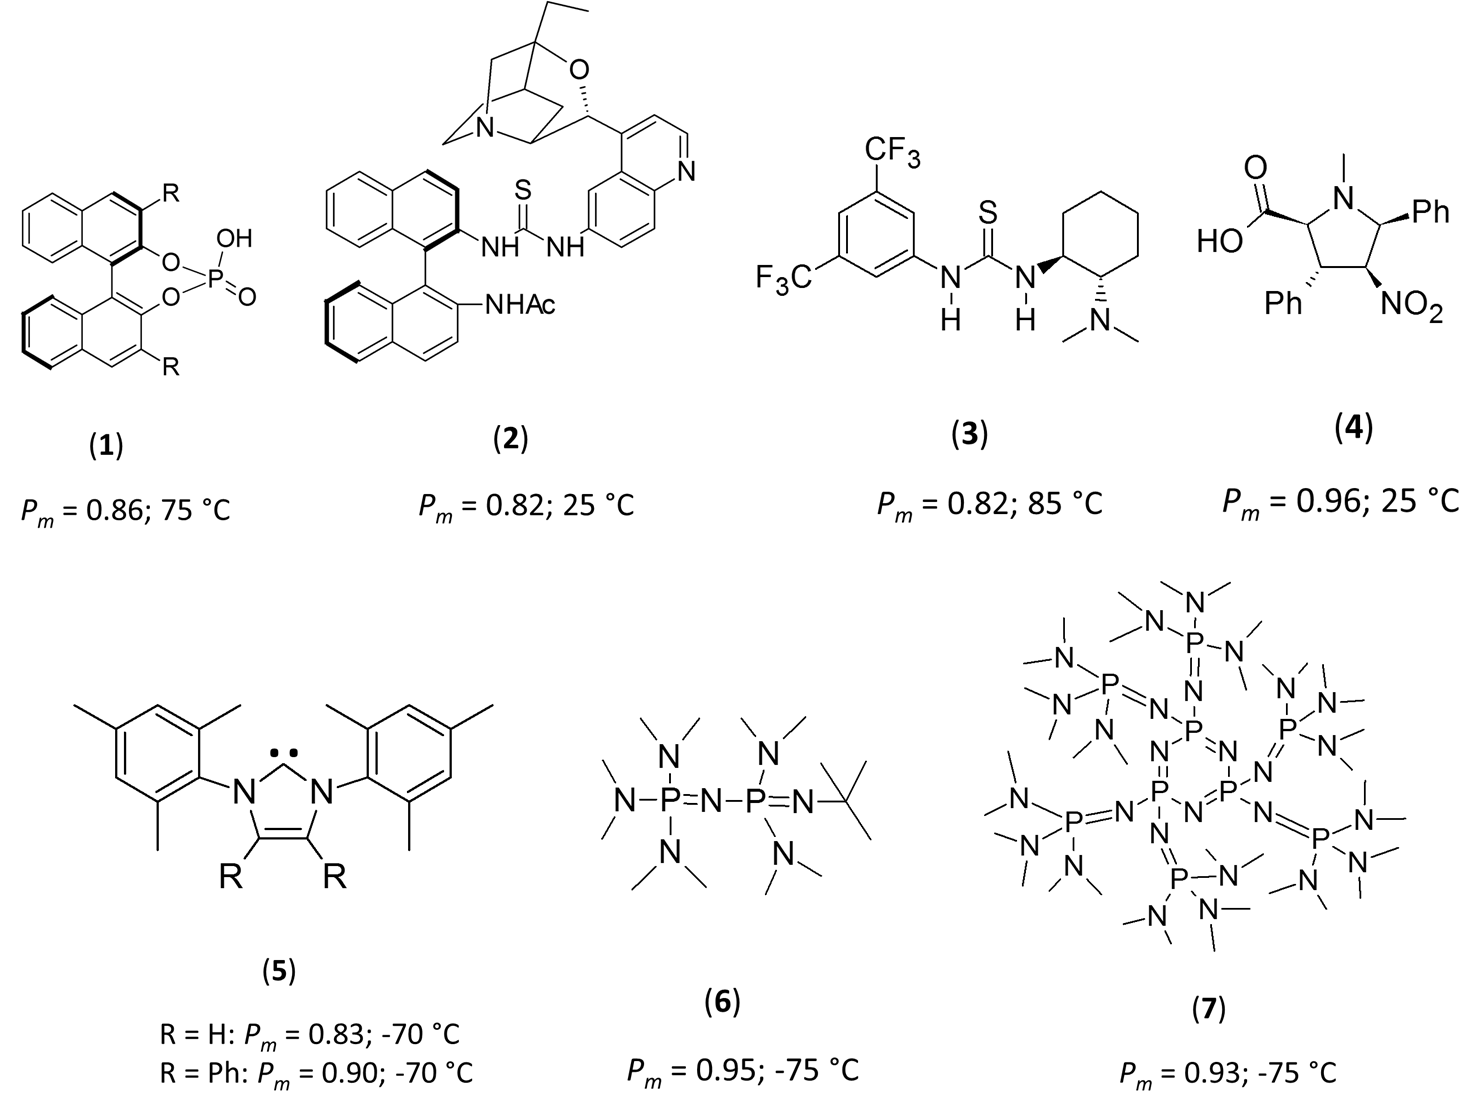 R
OH
O
P
O
O
R
(1)
Pm = 0.86; 75 °C
O
N
N
S
NH
NH
NHAc
(2)
Pm = 0.82; 25 °C
CF3
F3C
S
N
H
N
H
N
(3)
Pm = 0.82; 85 °C
O
HO
N
Ph
Ph
NO2
(4)
Pm = 0.96; 25 °C
N
N
R
R
(5)
R = H: Pm = 0.83; -70 °C
R = Ph: Pm = 0.90; -70 °C
N
N
N
P
N
P
N
N
N
(6)
Pm = 0.95; -75 °C
N
N
P
N
N
N
P
N
N
N
P
N
N
N
P
N
N
N
N
N
P
P
N
N
N
N
P
N
N
N
P
N
N
N
N
P
N
N
N
(7)
Pm = 0.93; -75 °C